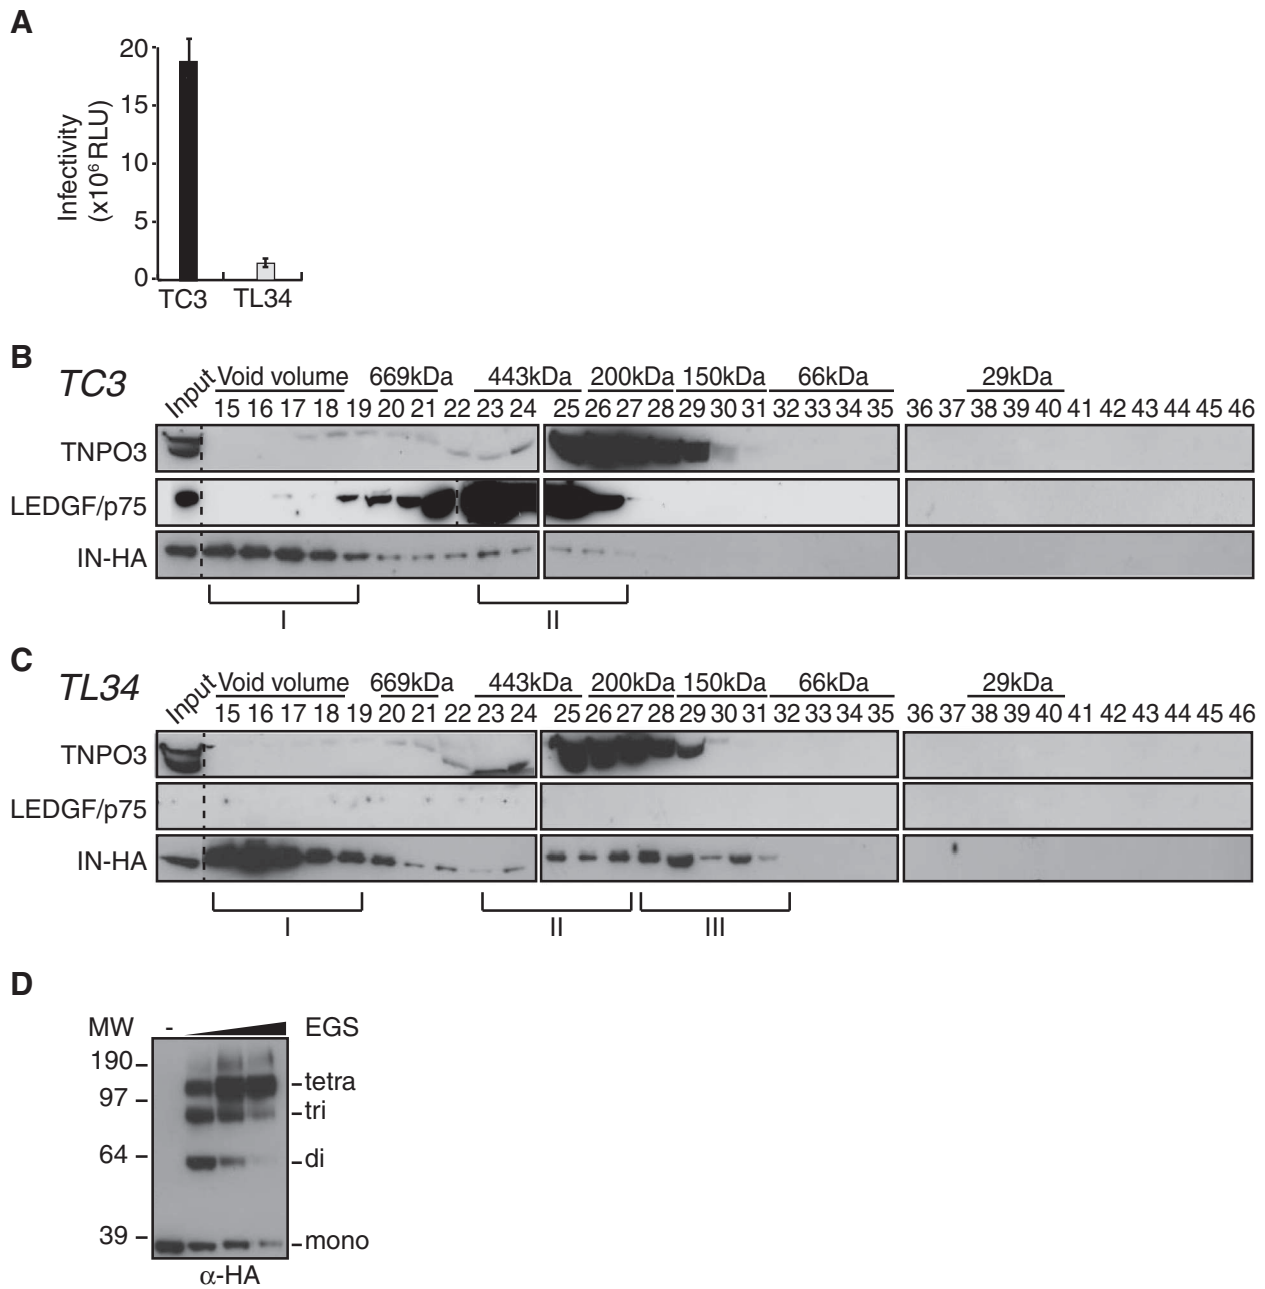 A
20
15
10
5
0
Infectivity
(x10⁶ RLU)
TC3 TL34
B
TC3
Input Void volume 669kDa 443kDa 200kDa 150kDa 66kDa 29kDa
15 16 17 18 19 20 21 22 23 24 25 26 27 28 29 30 31 32 33 34 35 36 37 38 39 40 41 42 43 44 45 46
TNPO3
LEDGF/p75
IN-HA
I II
C
TL34
Input Void volume 669kDa 443kDa 200kDa 150kDa 66kDa 29kDa
15 16 17 18 19 20 21 22 23 24 25 26 27 28 29 30 31 32 33 34 35 36 37 38 39 40 41 42 43 44 45 46
TNPO3
LEDGF/p75
IN-HA
I II III
D
MW - EGS
190
tetra
97
tri
64
di
39
mono
α-HA